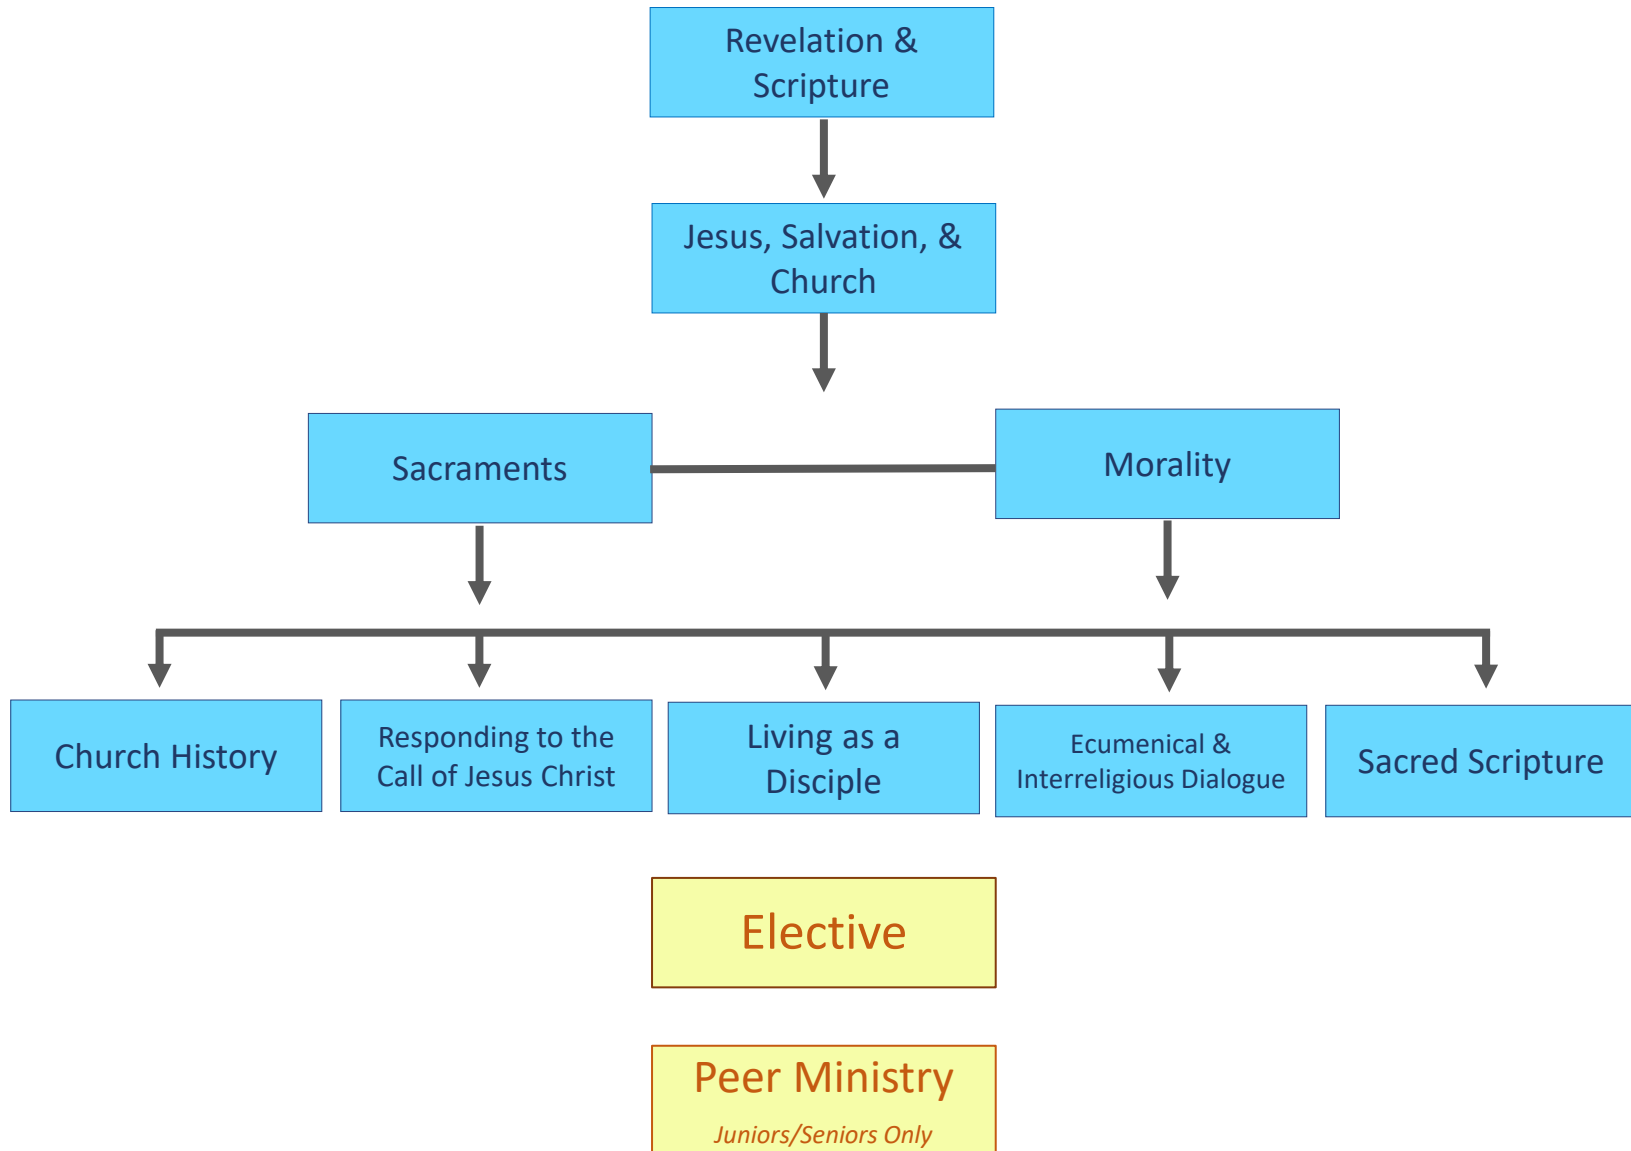 Revelation &
Scripture
Jesus, Salvation, &
Church
Sacraments
Morality
Church History
Responding to the
Call of Jesus Christ
Living as a
Disciple
Ecumenical &
Interreligious Dialogue
Sacred Scripture
Elective
Peer Ministry
Juniors/Seniors Only